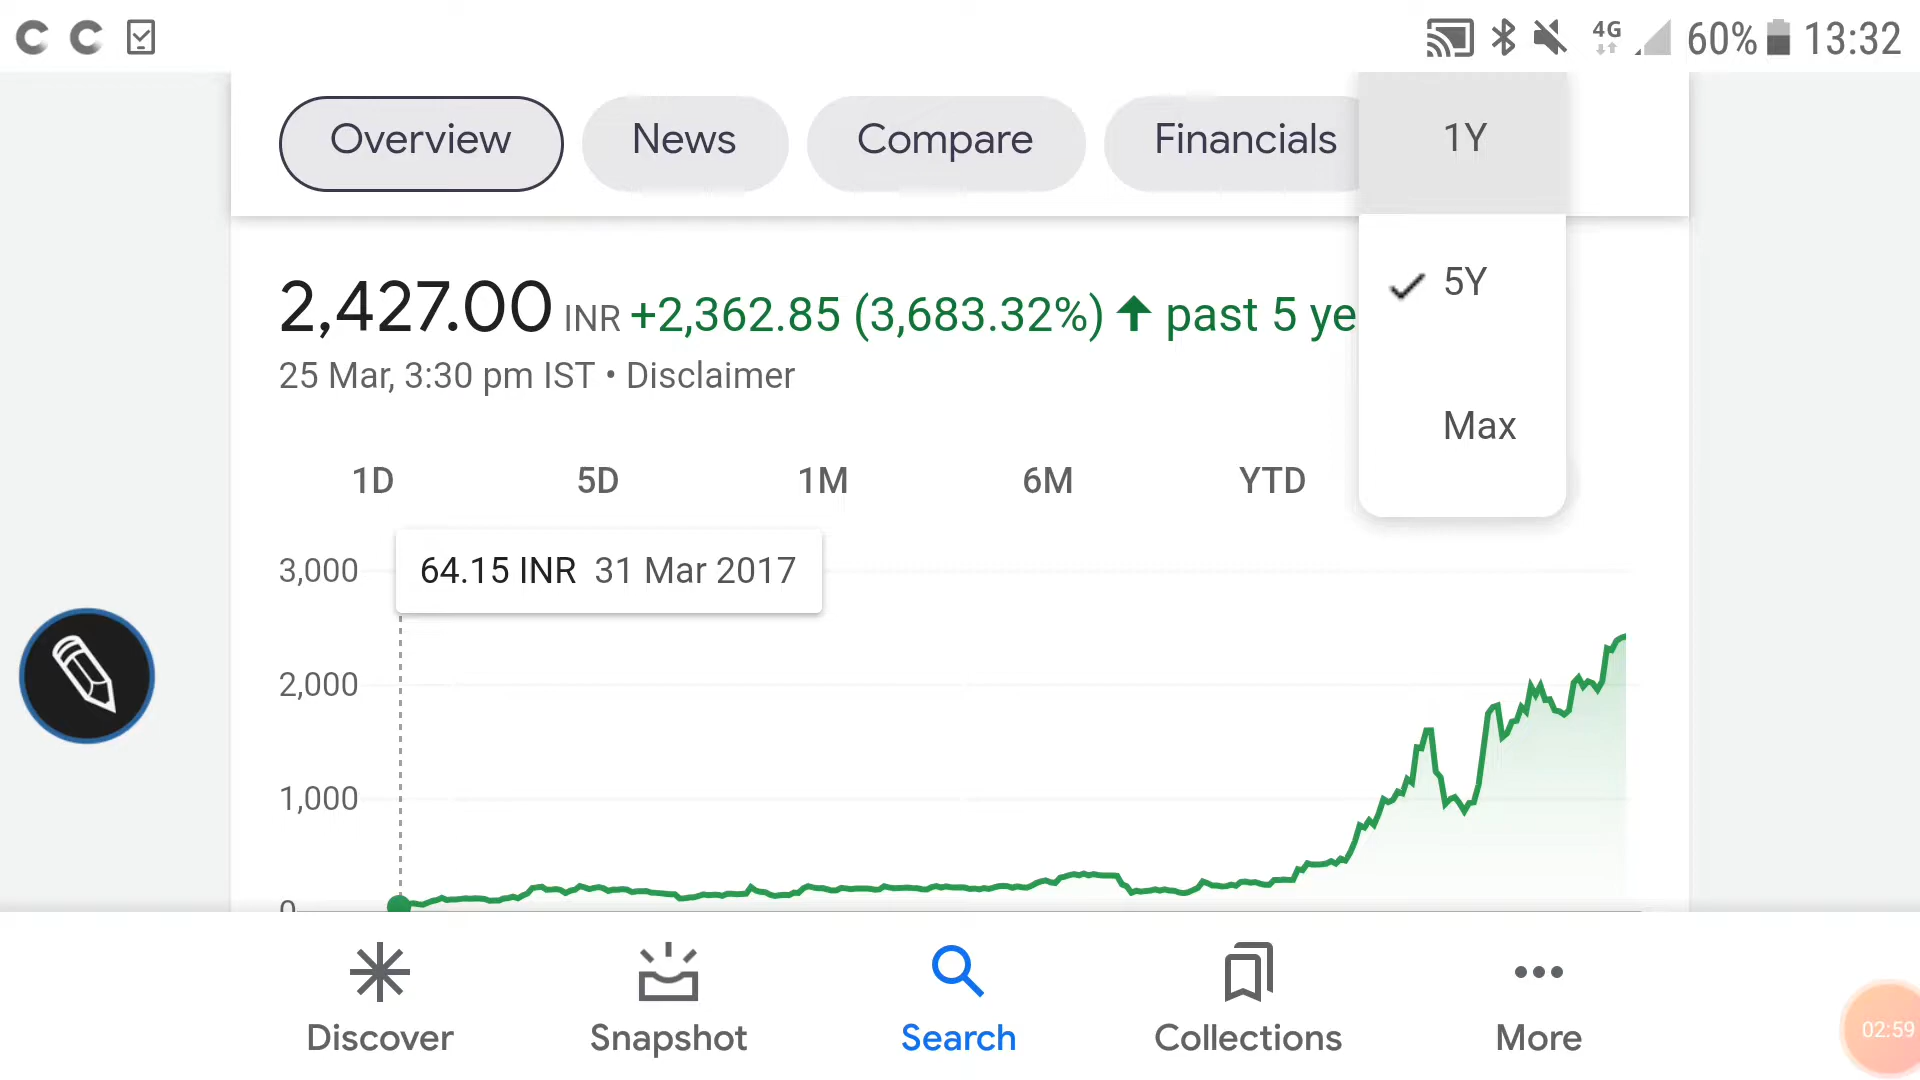 4G 60% 13:32
Overview News Compare Financials 1Y
5Y
Max
2,427.00 INR +2,362.85 (3,683.32%) past 5 ye
25 Mar, 3:30 pm IST • Disclaimer
1D 5D 1M 6M YTD
64.15 INR 31 Mar 2017
3,000
2,000
1,000
0
Discover Snapshot Search Collections More
02:59